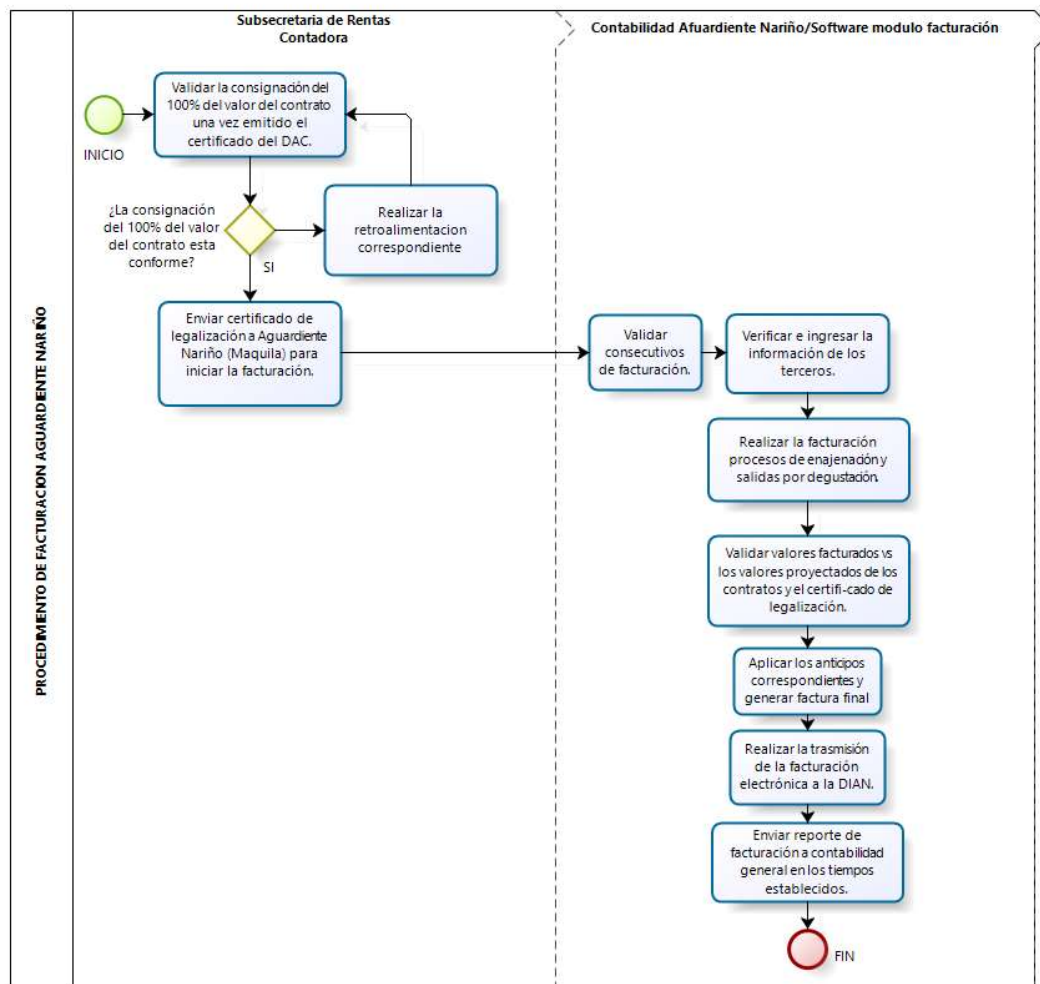 Subsecretaria de Rentas
Contadora
Contabilidad Afuardiente Nariño/Software modulo facturación
PROCEDIMIENTO DE FACTURACION AGUARDIENTE NARIÑO
INICIO
Validar la consignación del
100% del valor del contrato
una vez emitido el
certificado del DAC.
¿La consignación
del 100% del valor
del contrato esta
conforme?
SI
Realizar la
retroalimentacion
correspondiente
Enviar certificado de
legalización a Aguardiente
Nariño (Maquila) para
iniciar la facturación.
Validar
consecutivos
de facturación.
Verificar e ingresar la
información de los
terceros.
Realizar la facturación
procesos de enajenación y
salidas por degustación.
Validar valores facturados vs
los valores proyectados de los
contratos y el certifi-cado de
legalización.
Aplicar los anticipos
correspondientes y
generar factura final
Realizar la trasmisión
de la facturación
electrónica a la DIAN.
Enviar reporte de
facturación a contabilidad
general en los tiempos
establecidos.
FIN